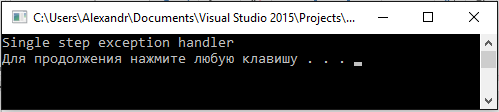 C:\Users\Alexandr\Documents\Visual Studio 2015\Projects\...
Single step exception handler
Для продолжения нажмите любую клавишу . . .